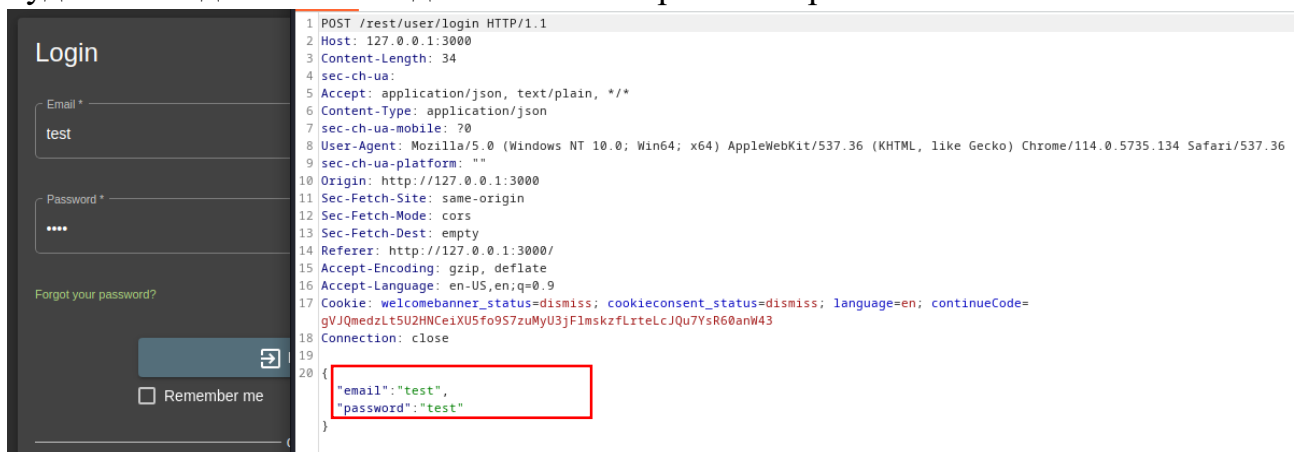 Login
Email *
test
Password *
••••
Forgot your password?
Remember me
1 POST /rest/user/login HTTP/1.1
2 Host: 127.0.0.1:3000
3 Content-Length: 34
4 sec-ch-ua:
5 Accept: application/json, text/plain, */*
6 Content-Type: application/json
7 sec-ch-ua-mobile: ?0
8 User-Agent: Mozilla/5.0 (Windows NT 10.0; Win64; x64) AppleWebKit/537.36 (KHTML, like Gecko) Chrome/114.0.5735.134 Safari/537.36
9 sec-ch-ua-platform: ""
10 Origin: http://127.0.0.1:3000
11 Sec-Fetch-Site: same-origin
12 Sec-Fetch-Mode: cors
13 Sec-Fetch-Dest: empty
14 Referer: http://127.0.0.1:3000/
15 Accept-Encoding: gzip, deflate
16 Accept-Language: en-US,en;q=0.9
17 Cookie: welcomebanner_status=dismiss; cookieconsent_status=dismiss; language=en; continueCode=
gVJQmedzLt5U2HNCeiXU5fo9S7zuMyU3jFlmskzfLrteLcJQu7YsR60anW43
18 Connection: close
19
20 {
"email":"test",
"password":"test"
}